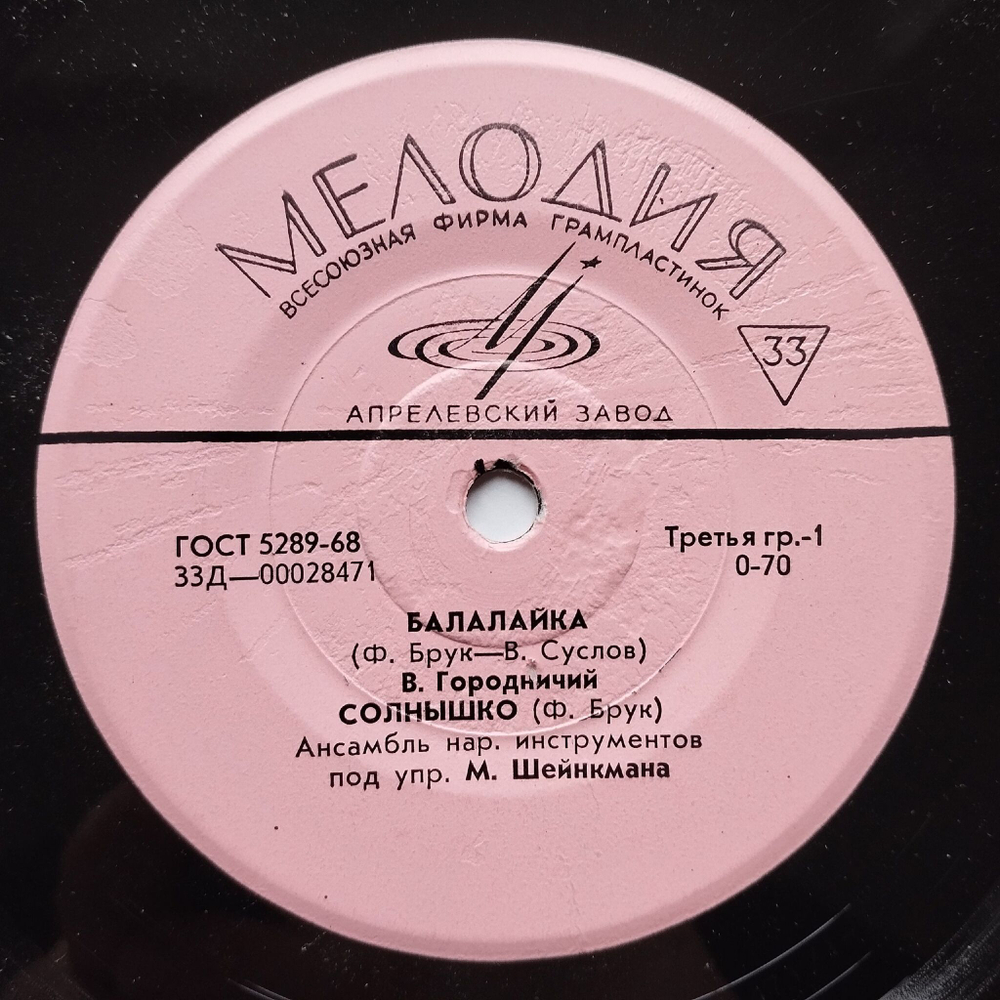 МЕЛОДИЯ
ВСЕСОЮЗНАЯ ФИРМА ГРАМПЛАСТИНОК
33
АПРЕЛЕВСКИЙ ЗАВОД
ГОСТ 5289-68
33Д—00028471
Третья гр.-1
0-70
БАЛАЛАЙКА
(Ф. Брук—В. Суслов)
В. Городничий
СОЛНЫШКО (Ф. Брук)
Ансамбль нар. инструментов
под упр. М. Шейнкмана